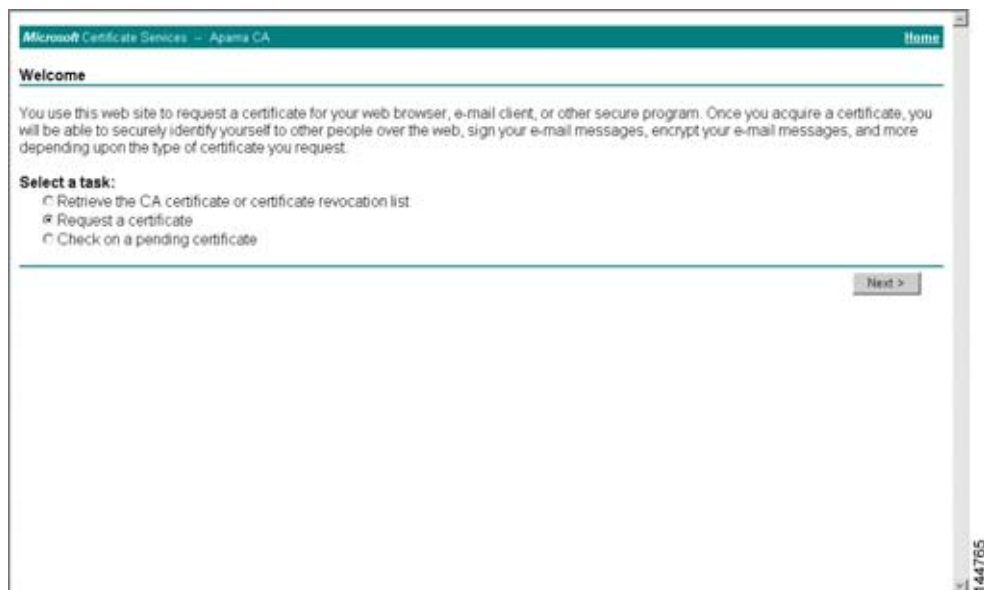 Microsoft Certificate Services -- Aparna CA
Home
Welcome
You use this web site to request a certificate for your web browser, e-mail client, or other secure program. Once you acquire a certificate, you
will be able to securely identify yourself to other people over the web, sign your e-mail messages, encrypt your e-mail messages, and more
depending upon the type of certificate you request.
Select a task:
Retrieve the CA certificate or certificate revocation list
Request a certificate
Check on a pending certificate
Next >
144765